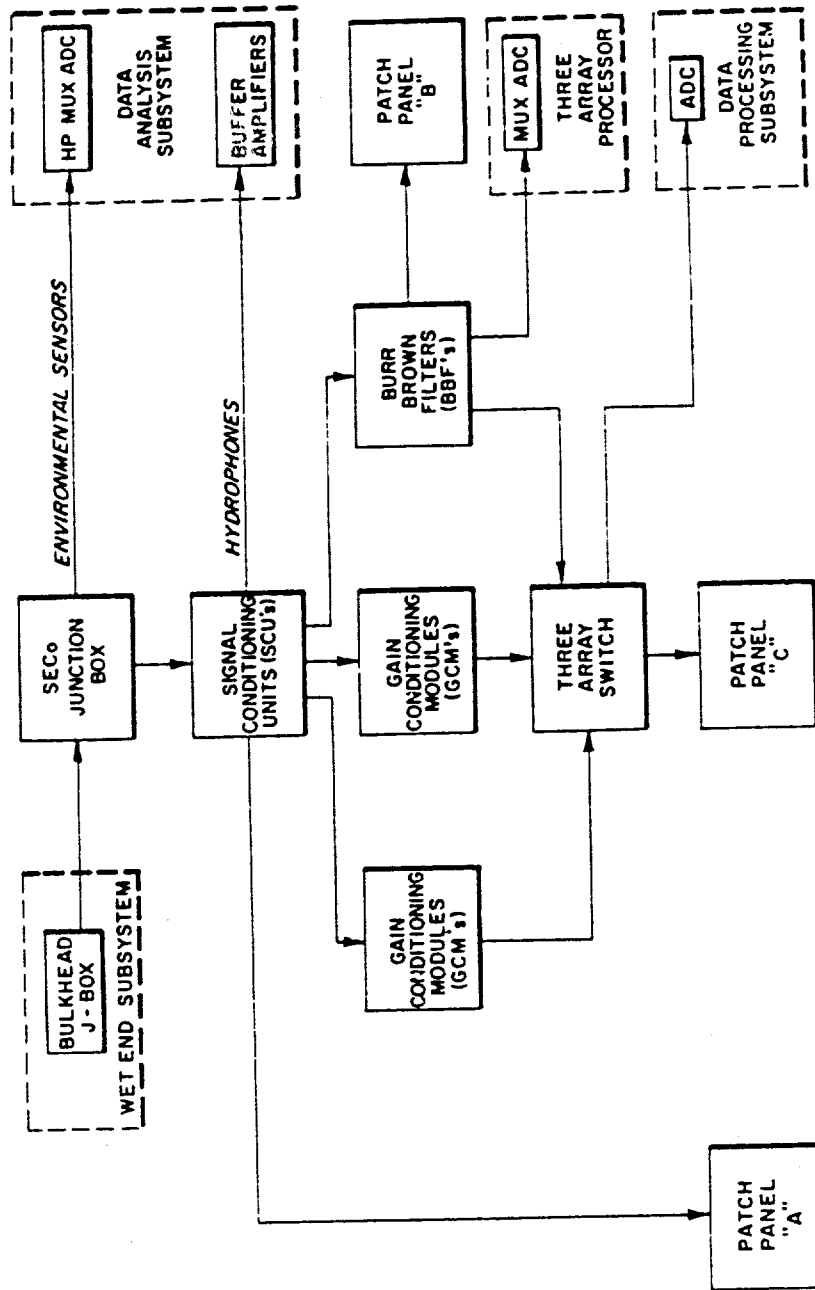 BULKHEAD
J-BOX
WET END SUBSYSTEM
SECo
JUNCTION
BOX
ENVIRONMENTAL SENSORS
HP MUX ADC
DATA
ANALYSIS
SUBSYSTEM
BUFFER
AMPLIFIERS
HYDROPHONES
SIGNAL
CONDITIONING
UNITS (SCU's)
GAIN
CONDITIONING
MODULES
(GCM's)
GAIN
CONDITIONING
MODULES
(GCM's)
BURR
BROWN
FILTERS
(BBF's)
PATCH
PANEL
"B"
MUX ADC
THREE
ARRAY
PROCESSOR
THREE
ARRAY
SWITCH
ADC
DATA
PROCESSING
SUBSYSTEM
PATCH
PANEL
"A"
PATCH
PANEL
"C"